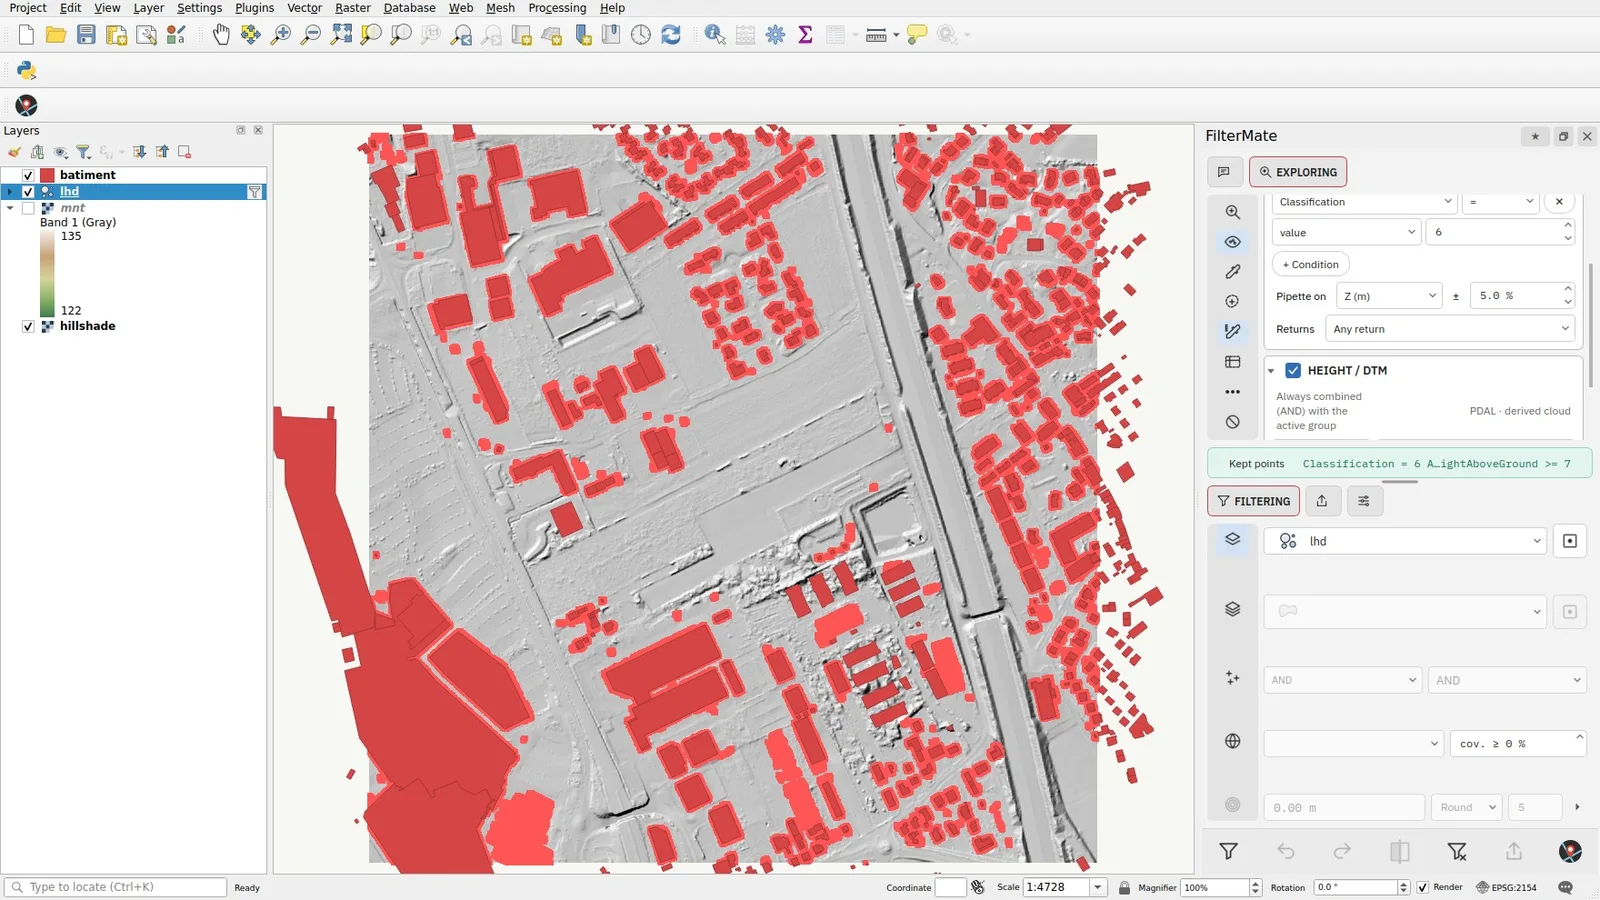 Project Edit View Layer Settings Plugins Vector Raster Database Web Mesh Processing Help
Layers
batiment
lhd
mnt
Band 1 (Gray)
135
122
hillshade
FilterMate
EXPLORING
Classification =
value 6
+ Condition
Pipette on Z (m) ± 5.0 %
Returns Any return
HEIGHT / DTM
Always combined
(AND) with the
active group
PDAL · derived cloud
Kept points Classification = 6 A…ightAboveGround >= 7
FILTERING
lhd
AND AND
cov. ≥ 0 %
0.00 m Round 5
Type to locate (Ctrl+K) Ready Coordinate Scale 1:4728 Magnifier 100% Rotation 0.0 ° Render EPSG:2154